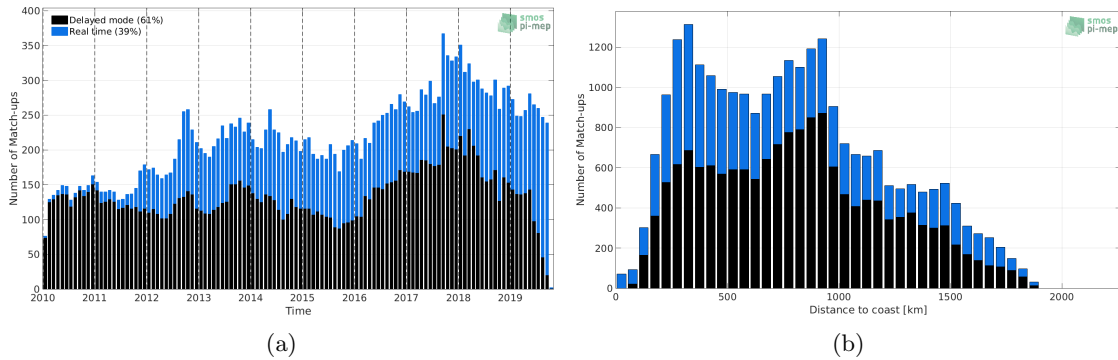 Delayed mode (61%)
Real time (39%)
smos
pi-mep
Number of Match-ups
400
350
300
250
200
150
100
50
0
2010 2011 2012 2013 2014 2015 2016 2017 2018 2019
Time
(a)
smos
pi-mep
Number of Match-ups
1200
1000
800
600
400
200
0
0 500 1000 1500 2000
Distance to coast [km]
(b)